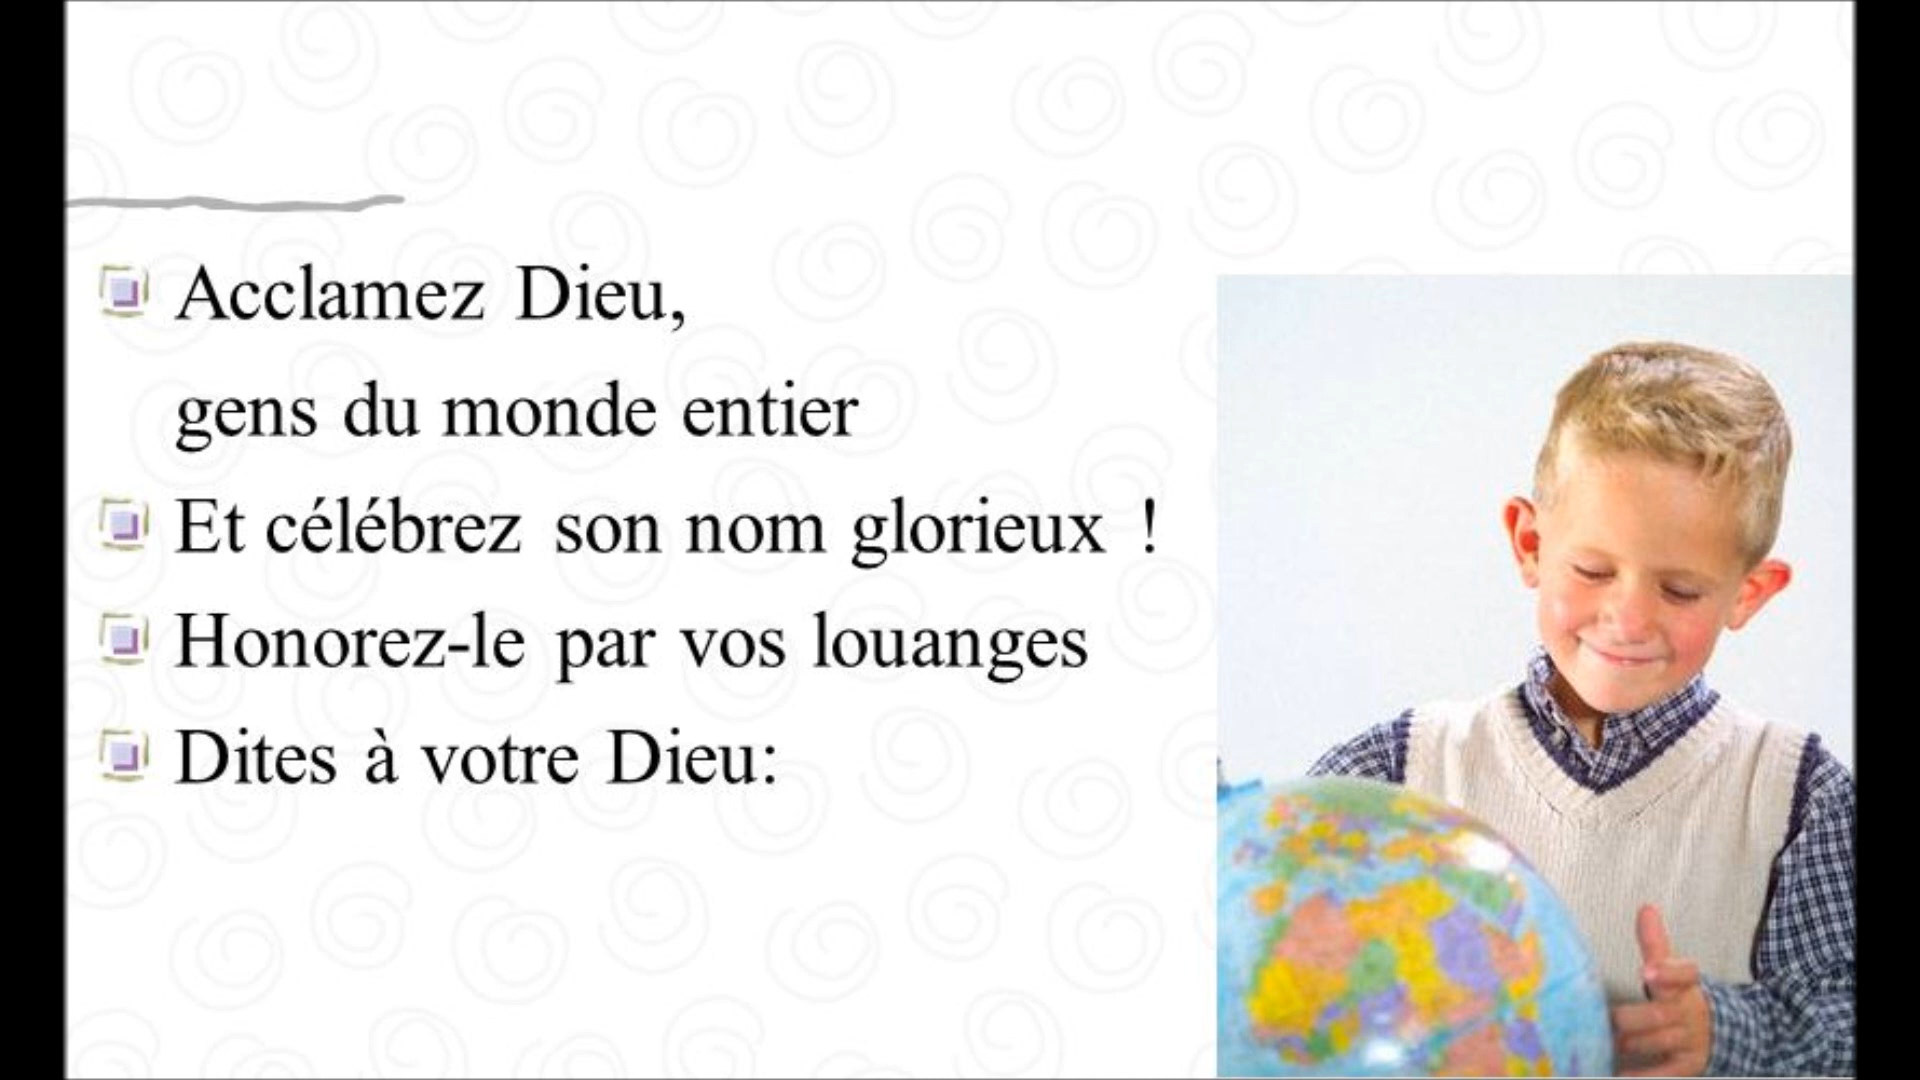 Acclamez Dieu,
gens du monde entier
Et célébrez son nom glorieux !
Honorez-le par vos louanges
Dites à votre Dieu: